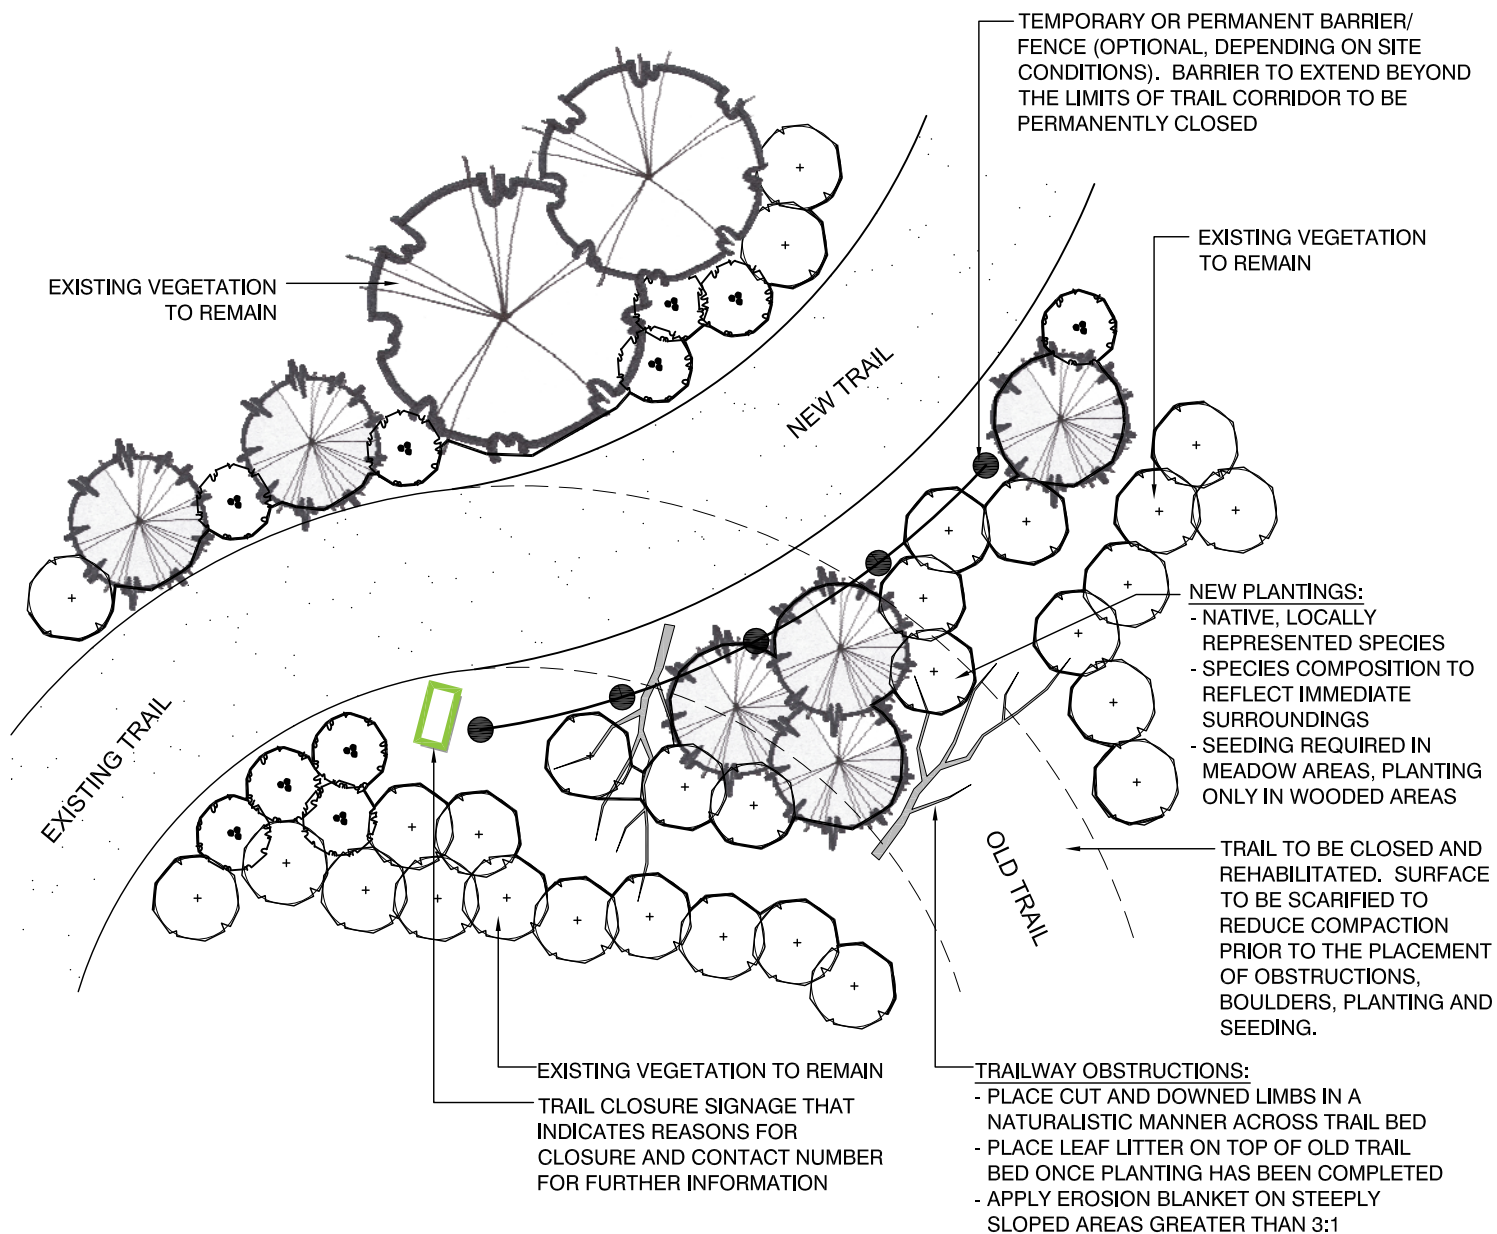 TEMPORARY OR PERMANENT BARRIER/
FENCE (OPTIONAL, DEPENDING ON SITE
CONDITIONS). BARRIER TO EXTEND BEYOND
THE LIMITS OF TRAIL CORRIDOR TO BE
PERMANENTLY CLOSED
EXISTING VEGETATION
TO REMAIN
EXISTING VEGETATION
TO REMAIN
NEW TRAIL
NEW PLANTINGS:
- NATIVE, LOCALLY
REPRESENTED SPECIES
- SPECIES COMPOSITION TO
REFLECT IMMEDIATE
SURROUNDINGS
- SEEDING REQUIRED IN
MEADOW AREAS, PLANTING
ONLY IN WOODED AREAS
EXISTING TRAIL
OLD TRAIL
TRAIL TO BE CLOSED AND
REHABILITATED. SURFACE
TO BE SCARIFIED TO
REDUCE COMPACTION
PRIOR TO THE PLACEMENT
OF OBSTRUCTIONS,
BOULDERS, PLANTING AND
SEEDING.
EXISTING VEGETATION TO REMAIN
TRAIL CLOSURE SIGNAGE THAT
INDICATES REASONS FOR
CLOSURE AND CONTACT NUMBER
FOR FURTHER INFORMATION
TRAILWAY OBSTRUCTIONS:
- PLACE CUT AND DOWNED LIMBS IN A
NATURALISTIC MANNER ACROSS TRAIL BED
- PLACE LEAF LITTER ON TOP OF OLD TRAIL
BED ONCE PLANTING HAS BEEN COMPLETED
- APPLY EROSION BLANKET ON STEEPLY
SLOPED AREAS GREATER THAN 3:1